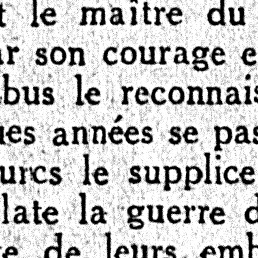 t le maître du
ar son courage e
bus le reconnais
ues années se pas
urcs le supplice
late la guerre d
e de leurs emb